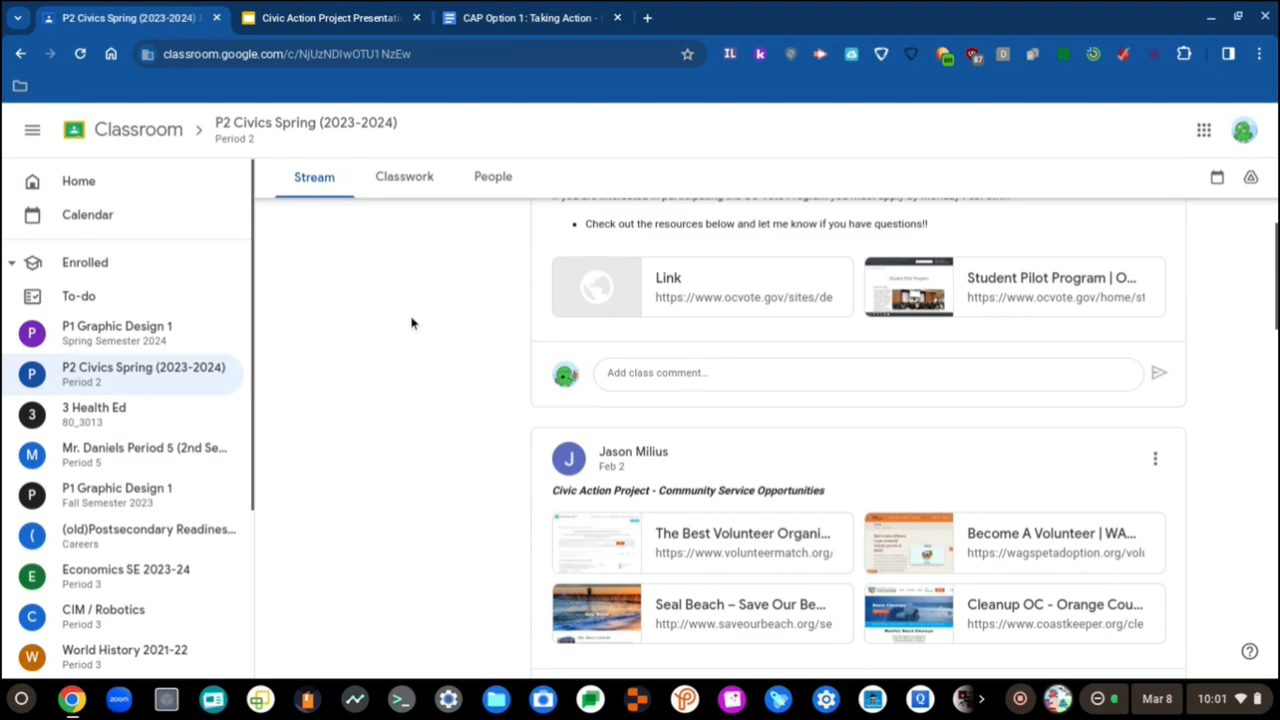 P2 Civics Spring (2023-2024)
Civic Action Project Presentati
CAP Option 1: Taking Action -
classroom.google.com/c/NjUzNDIwOTU1NzEw
Classroom
P2 Civics Spring (2023-2024)
Period 2
Stream
Classwork
People
Home
Calendar
Enrolled
To-do
P P1 Graphic Design 1
Spring Semester 2024
P P2 Civics Spring (2023-2024)
Period 2
3 3 Health Ed
80_3013
M Mr. Daniels Period 5 (2nd Se...
Period 5
P P1 Graphic Design 1
Fall Semester 2023
( (old)Postsecondary Readines...
Careers
E Economics SE 2023-24
Period 3
C CIM / Robotics
Period 3
W World History 2021-22
Period 3
Check out the resources below and let me know if you have questions!!
Link
https://www.ocvote.gov/sites/de
Student Pilot Program | O...
https://www.ocvote.gov/home/st
Add class comment...
J Jason Milius
Feb 2
Civic Action Project - Community Service Opportunities
The Best Volunteer Organi...
https://www.volunteermatch.org/
Become A Volunteer | WA...
https://wagspetadoption.org/volu
Seal Beach – Save Our Be...
http://www.saveourbeach.org/se
Cleanup OC - Orange Cou...
https://www.coastkeeper.org/cle
zoom
Mar 8
10:01